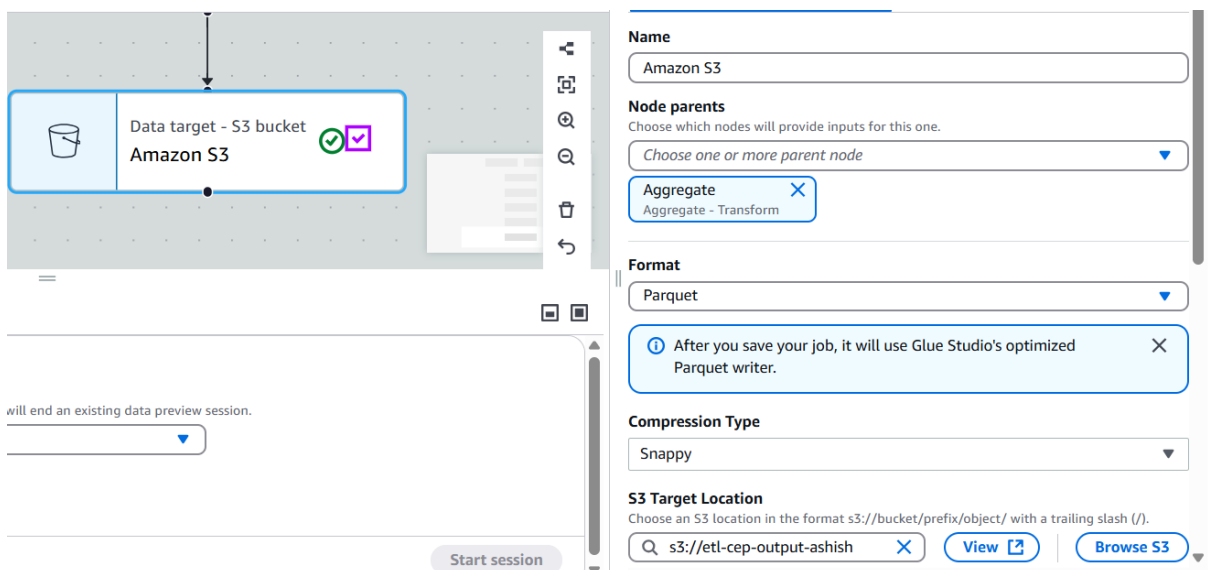 Data target - S3 bucket
Amazon S3
will end an existing data preview session.
Start session
Name
Amazon S3
Node parents
Choose which nodes will provide inputs for this one.
Choose one or more parent node
Aggregate
Aggregate - Transform
Format
Parquet
After you save your job, it will use Glue Studio's optimized
Parquet writer.
Compression Type
Snappy
S3 Target Location
Choose an S3 location in the format s3://bucket/prefix/object/ with a trailing slash (/).
s3://etl-cep-output-ashish
View
Browse S3